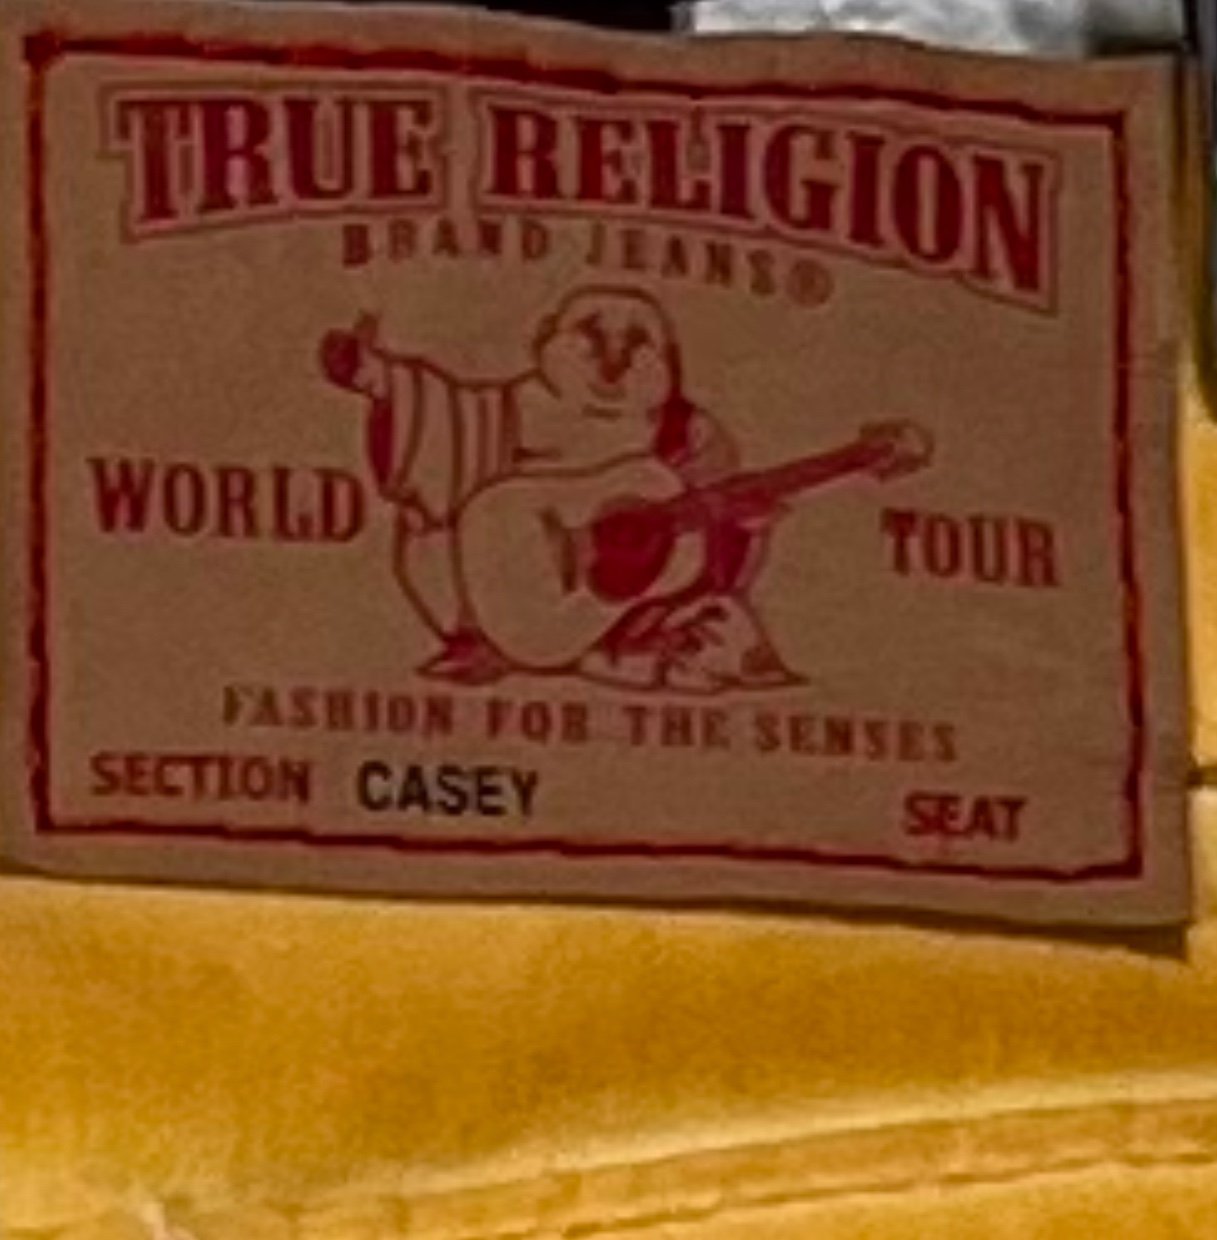 TRUE RELIGION
BRAND JEANS®
WORLD TOUR
FASHION FOR THE SENSES
SECTION CASEY SEAT